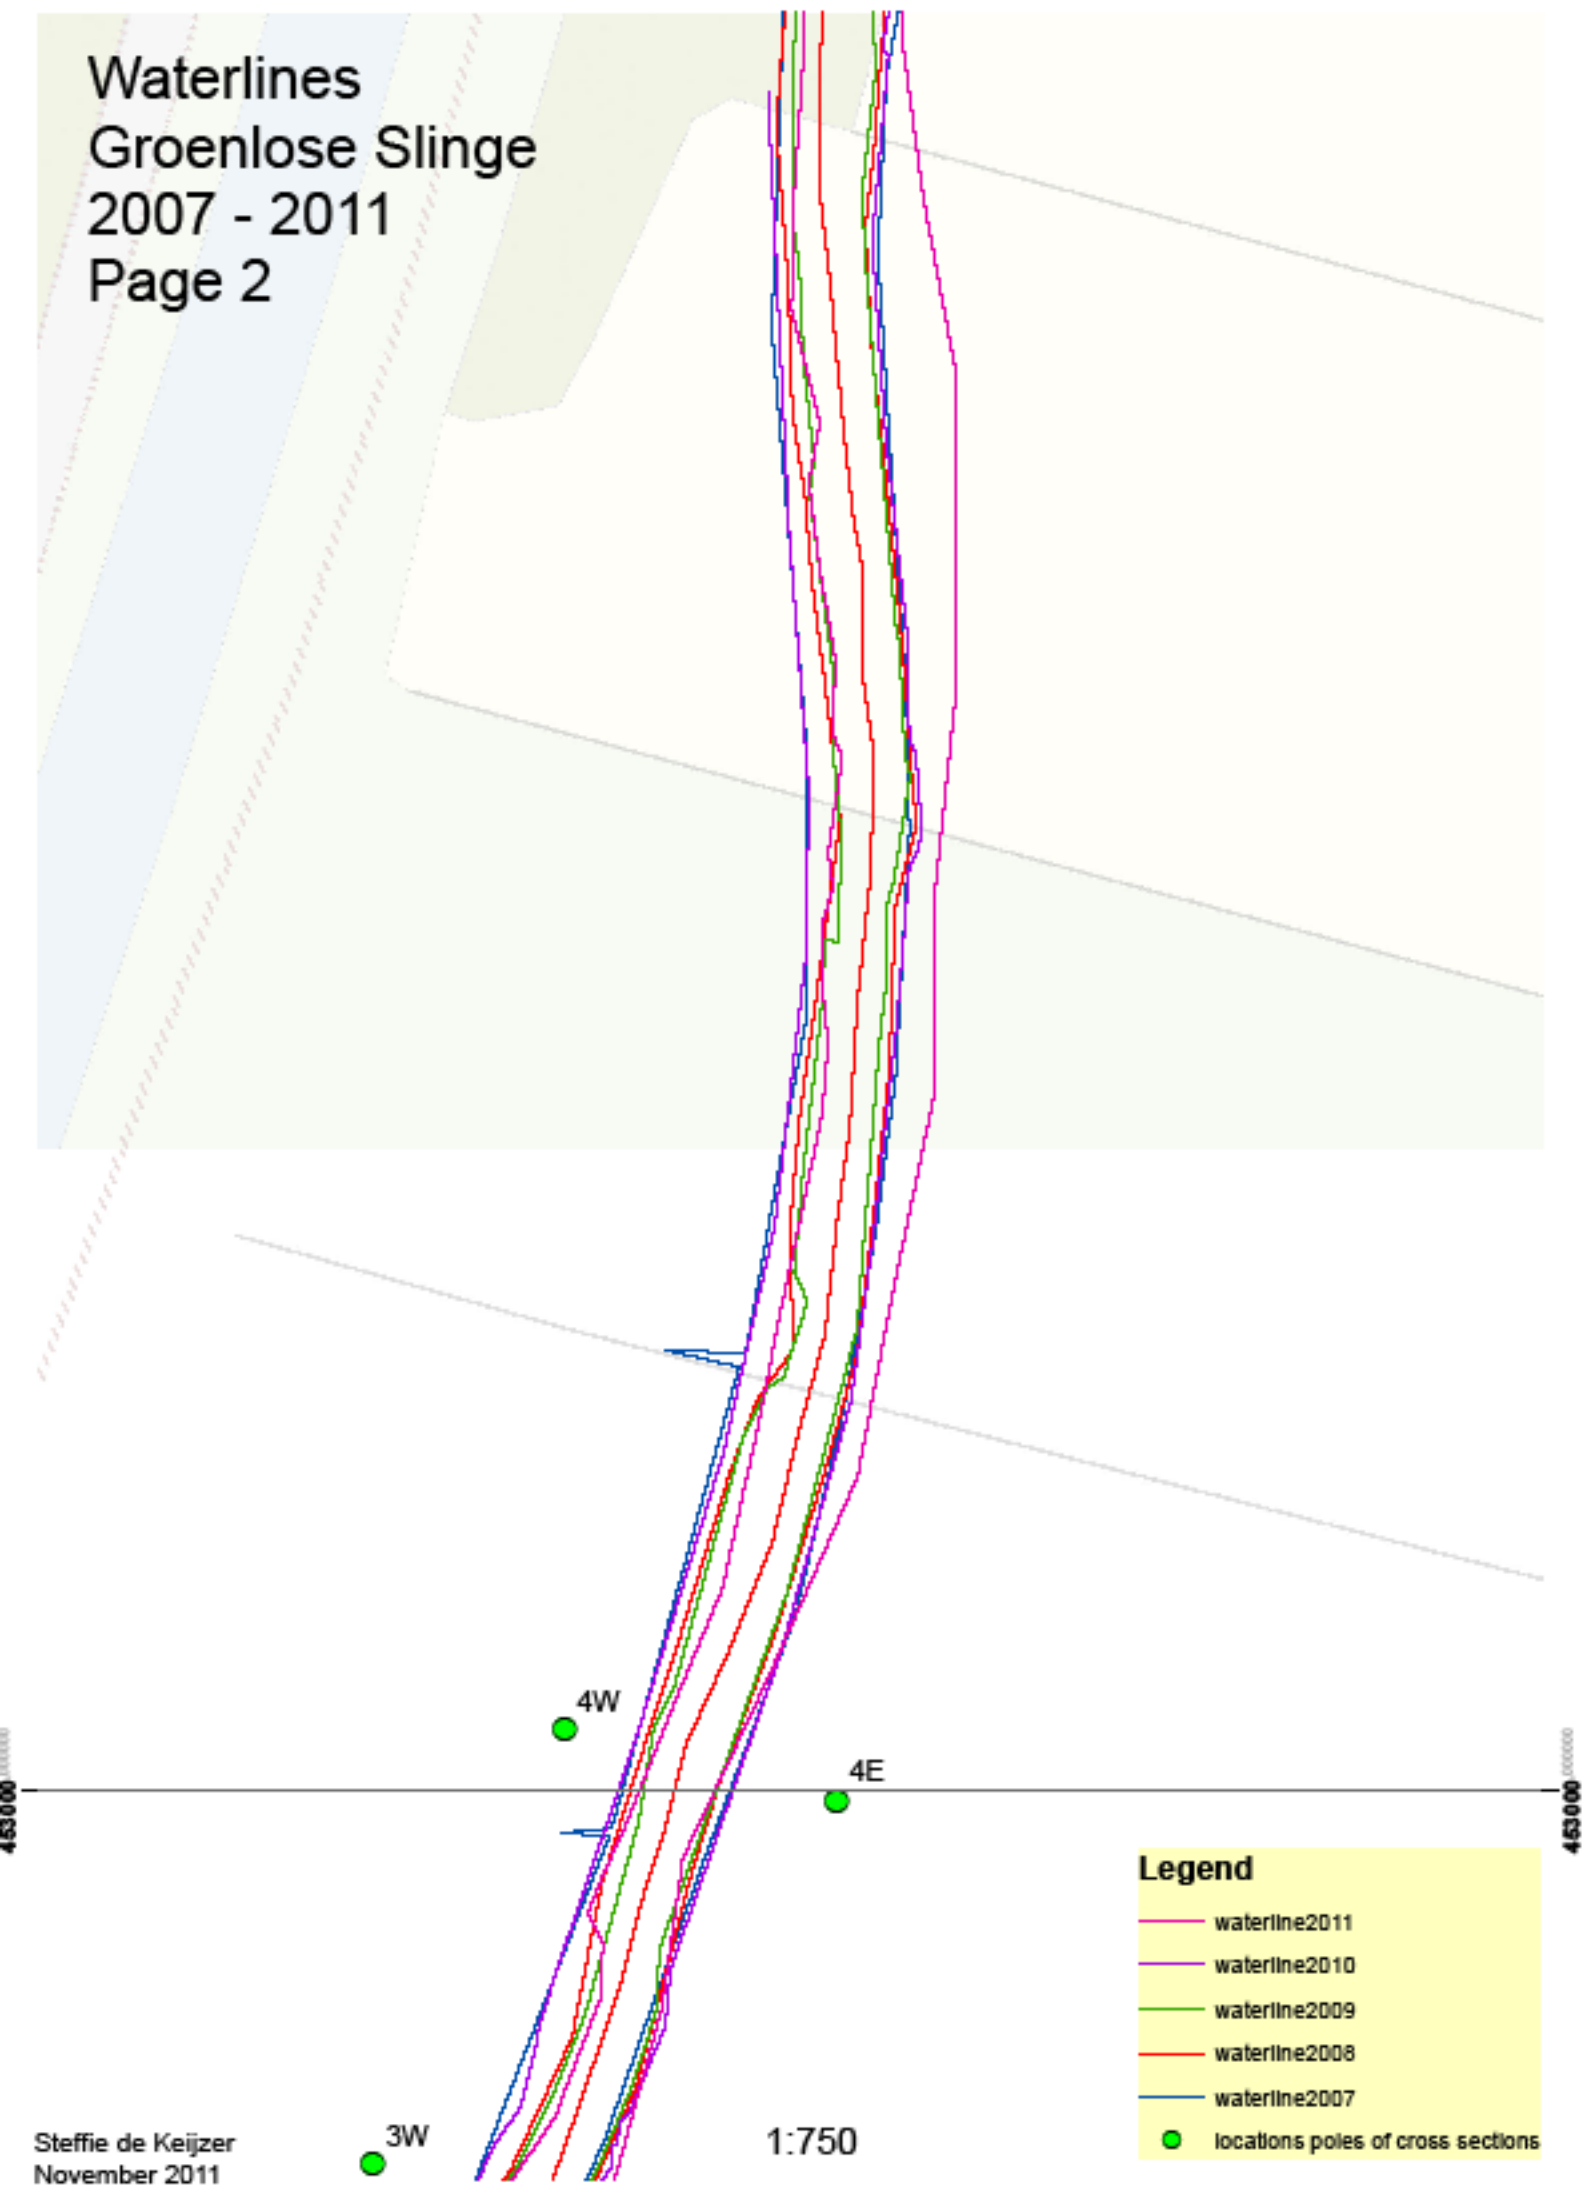 Waterlines
Groenlose Slinge
2007 - 2011
Page 2
4W
4E
453000
453000
Legend
waterline2011
waterline2010
waterline2009
waterline2008
waterline2007
locations poles of cross sections
3W
1:750
Steffie de Keijzer
November 2011